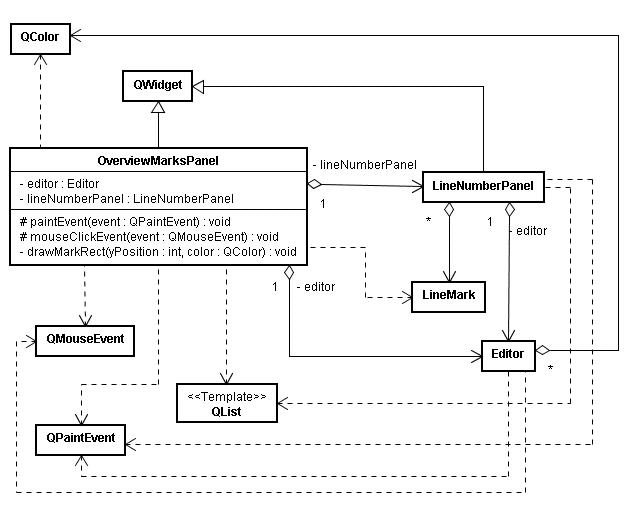 QColor
QWidget
OverviewMarksPanel
- editor : Editor
- lineNumberPanel : LineNumberPanel
# paintEvent(event : QPaintEvent) : void
# mouseClickEvent(event : QMouseEvent) : void
- drawMarkRect(yPosition : int, color : QColor) : void
- lineNumberPanel
1
LineNumberPanel
*
1
- editor
1
- editor
LineMark
QMouseEvent
Editor
*
<<Template>>
QList
QPaintEvent